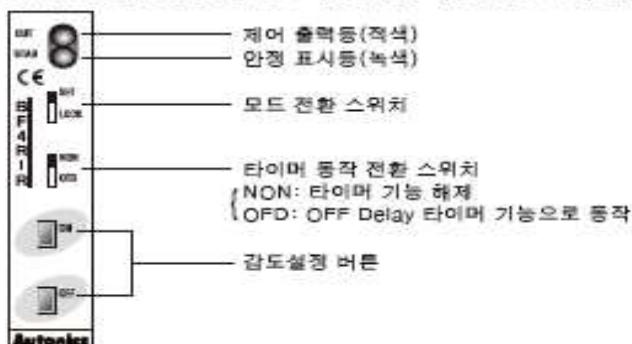 OUT
제어 출력등(적색)
STAB
안정 표시등(녹색)
CE
SET
LOCK
모드 전환 스위치
BF4R-R
NON
OFD
타이머 동작 전환 스위치
NON: 타이머 기능 해제
OFD: OFF Delay 타이머 기능으로 동작
ON
감도설정 버튼
OFF
Autonics